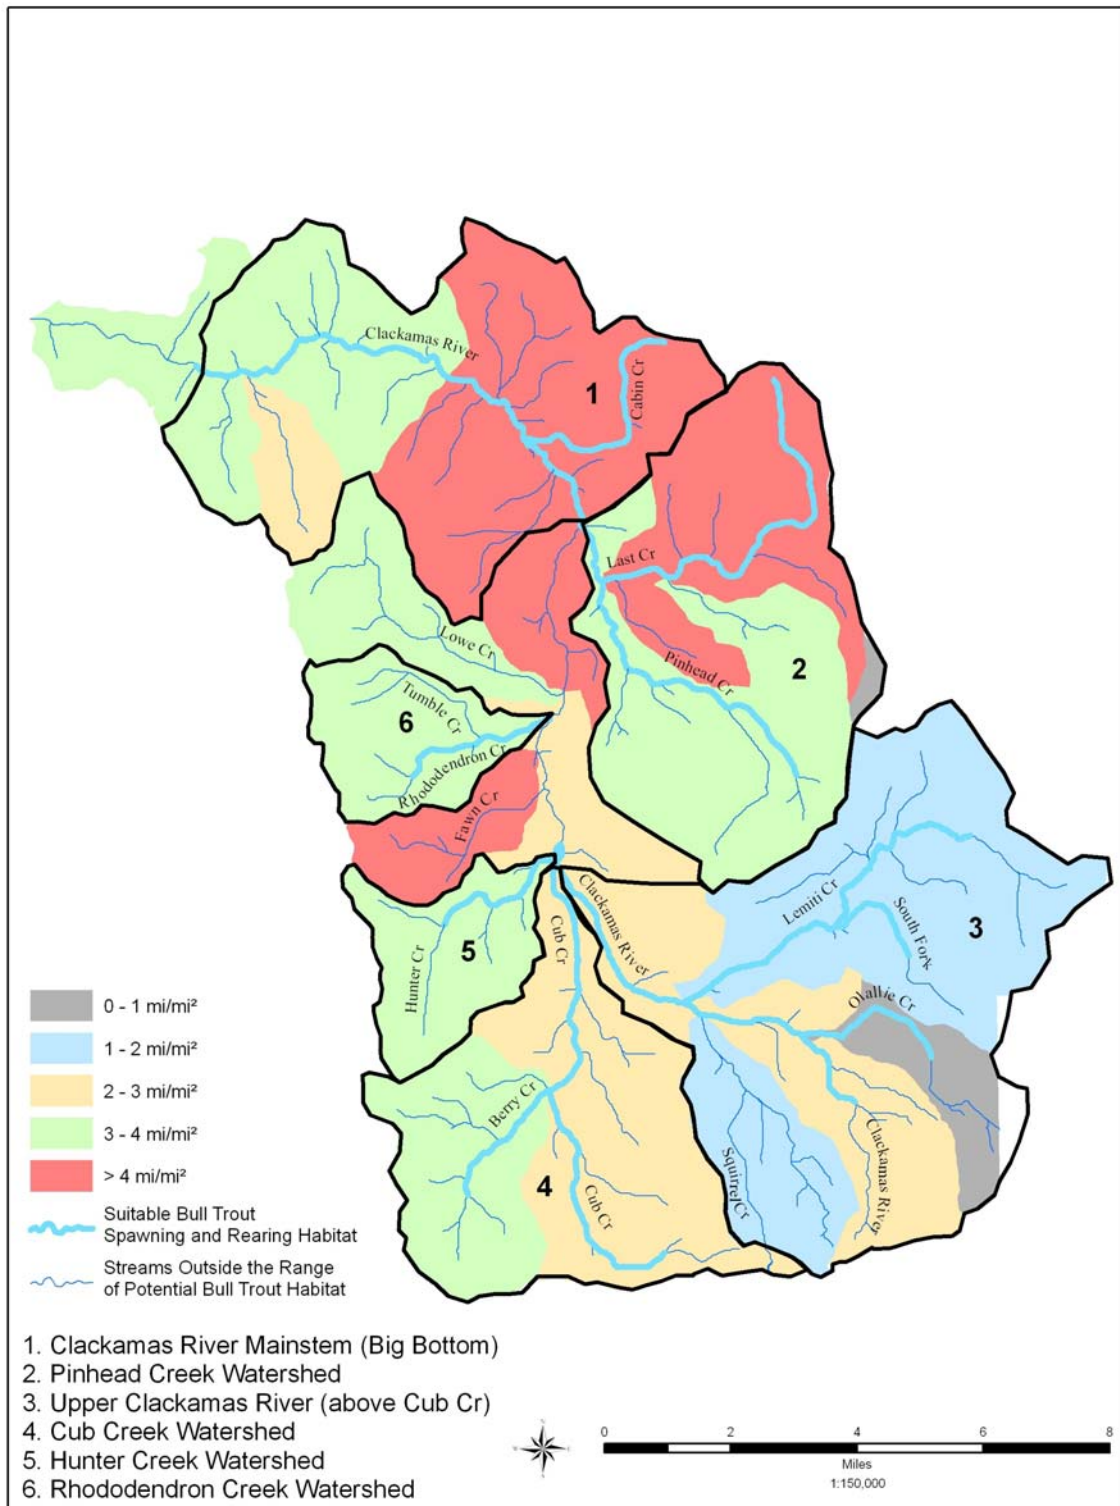 Clackamas River
1
Cabin Cr
Last Cr
Lowe Cr
Pinhead Cr
2
Tumble Cr
6
Rhododendron Cr
Fawn Cr
Clackamas River
Lemiti Cr
South Fork
3
Cub Cr
5
Hunter Cr
Olallie Cr
Berry Cr
4
Cub Cr
Squirrel Cr
Clackamas River
0 - 1 mi/mi²
1 - 2 mi/mi²
2 - 3 mi/mi²
3 - 4 mi/mi²
> 4 mi/mi²
Suitable Bull Trout
Spawning and Rearing Habitat
Streams Outside the Range
of Potential Bull Trout Habitat
1. Clackamas River Mainstem (Big Bottom)
2. Pinhead Creek Watershed
3. Upper Clackamas River (above Cub Cr)
4. Cub Creek Watershed
5. Hunter Creek Watershed
6. Rhododendron Creek Watershed
0 2 4 6 8
Miles
1:150,000